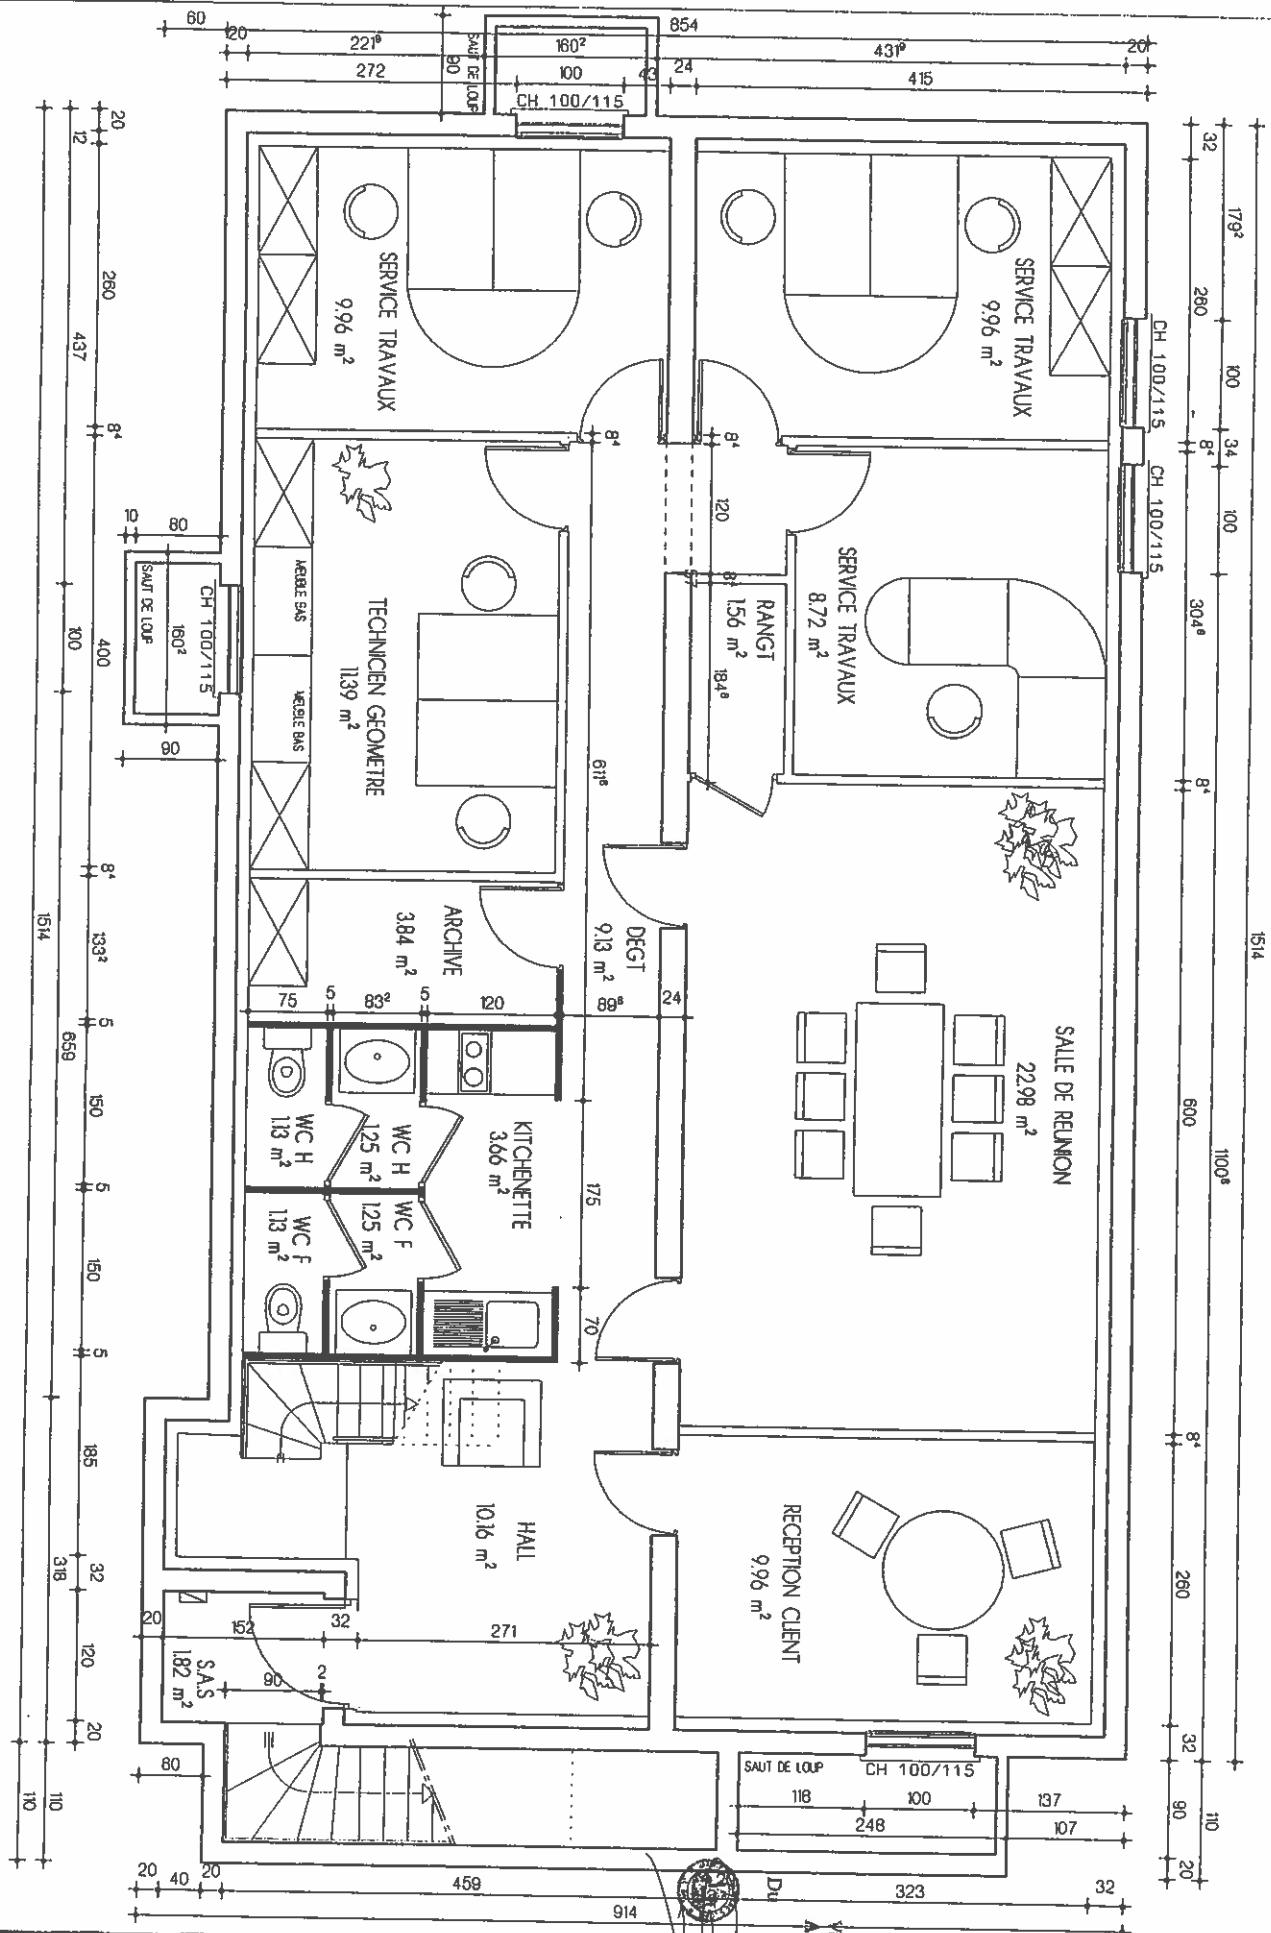 60
854
20
221⁹
160²
431⁹
20
272
90
SAUT DE LOUP
100
43
24
415
CH 100/115
20
12
260
437
8⁴
10
80
SAUT DE LOUP
160²
CH 100/115
90
100
400
8⁴
133²
1514
5
659
150
5
150
5
185
32
318
120
20
110
110
32
179²
260
CH 100/115
100
8⁴
34
CH 100/115
100
304⁸
8⁴
1514
600
1100⁸
8⁴
260
32
90
110
20
SERVICE TRAVAUX
9.96 m²
SERVICE TRAVAUX
9.96 m²
8⁴
8⁴
120
8⁴
SERVICE TRAVAUX
8.72 m²
RANGT
1.56 m²
184⁸
MEUBLE BAS
MEUBLE BAS
TECHNICIEN GEOMETRE
11.39 m²
611⁶
ARCHIVE
3.84 m²
DEGT
9.13 m²
75
5
83²
5
120
89⁸
24
SALLE DE REUNION
22.98 m²
WC H
1.13 m²
WC H
1.25 m²
KITCHENETTE
3.66 m²
175
WC F
1.13 m²
WC F
1.25 m²
70
HALL
10.16 m²
RECEPTION CLIENT
9.96 m²
20
152
32
271
S.A.S
1.82 m²
90
2
60
SAUT DE LOUP
CH 100/115
118
100
137
248
107
20
40
20
459
Du
323
32
914